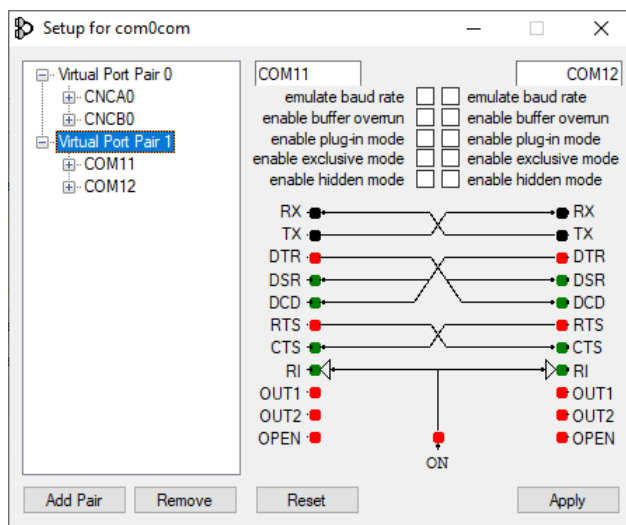 Setup for com0com
Virtual Port Pair 0
CNCA0
CNCB0
Virtual Port Pair 1
COM11
COM12
COM11 COM12
emulate baud rate emulate baud rate
enable buffer overrun enable buffer overrun
enable plug-in mode enable plug-in mode
enable exclusive mode enable exclusive mode
enable hidden mode enable hidden mode
RX RX
TX TX
DTR DTR
DSR DSR
DCD DCD
RTS RTS
CTS CTS
RI RI
OUT1 OUT1
OUT2 OUT2
OPEN OPEN
ON
Add Pair Remove Reset Apply